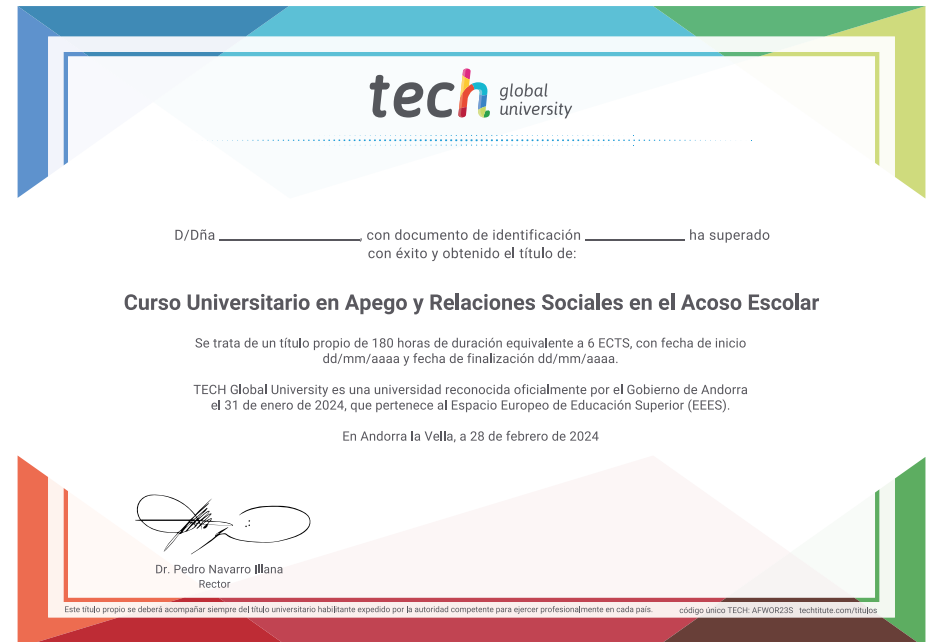 tech global university
D/Dña ______________, con documento de identificación __________ ha superado
con éxito y obtenido el título de:
Curso Universitario en Apego y Relaciones Sociales en el Acoso Escolar
Se trata de un título propio de 180 horas de duración equivalente a 6 ECTS, con fecha de inicio
dd/mm/aaaa y fecha de finalización dd/mm/aaaa.
TECH Global University es una universidad reconocida oficialmente por el Gobierno de Andorra
el 31 de enero de 2024, que pertenece al Espacio Europeo de Educación Superior (EEES).
En Andorra la Vella, a 28 de febrero de 2024
Dr. Pedro Navarro Illana
Rector
Este título propio se deberá acompañar siempre del título universitario habilitante expedido por la autoridad competente para ejercer profesionalmente en cada país. código único TECH: AFWOR23S techtitute.com/titulos